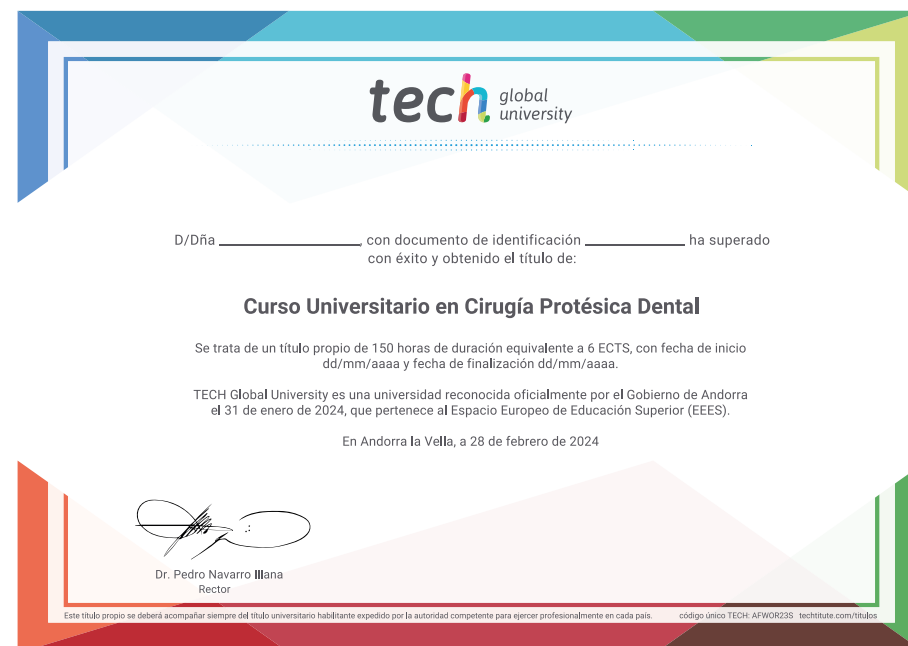 tech global university
D/Dña ______________, con documento de identificación __________ ha superado
con éxito y obtenido el título de:
Curso Universitario en Cirugía Protésica Dental
Se trata de un título propio de 150 horas de duración equivalente a 6 ECTS, con fecha de inicio
dd/mm/aaaa y fecha de finalización dd/mm/aaaa.
TECH Global University es una universidad reconocida oficialmente por el Gobierno de Andorra
el 31 de enero de 2024, que pertenece al Espacio Europeo de Educación Superior (EEES).
En Andorra la Vella, a 28 de febrero de 2024
Dr. Pedro Navarro Illana
Rector
Este título propio se deberá acompañar siempre del título universitario habilitante expedido por la autoridad competente para ejercer profesionalmente en cada país. código único TECH: AFWOR23S techtitute.com/titulos